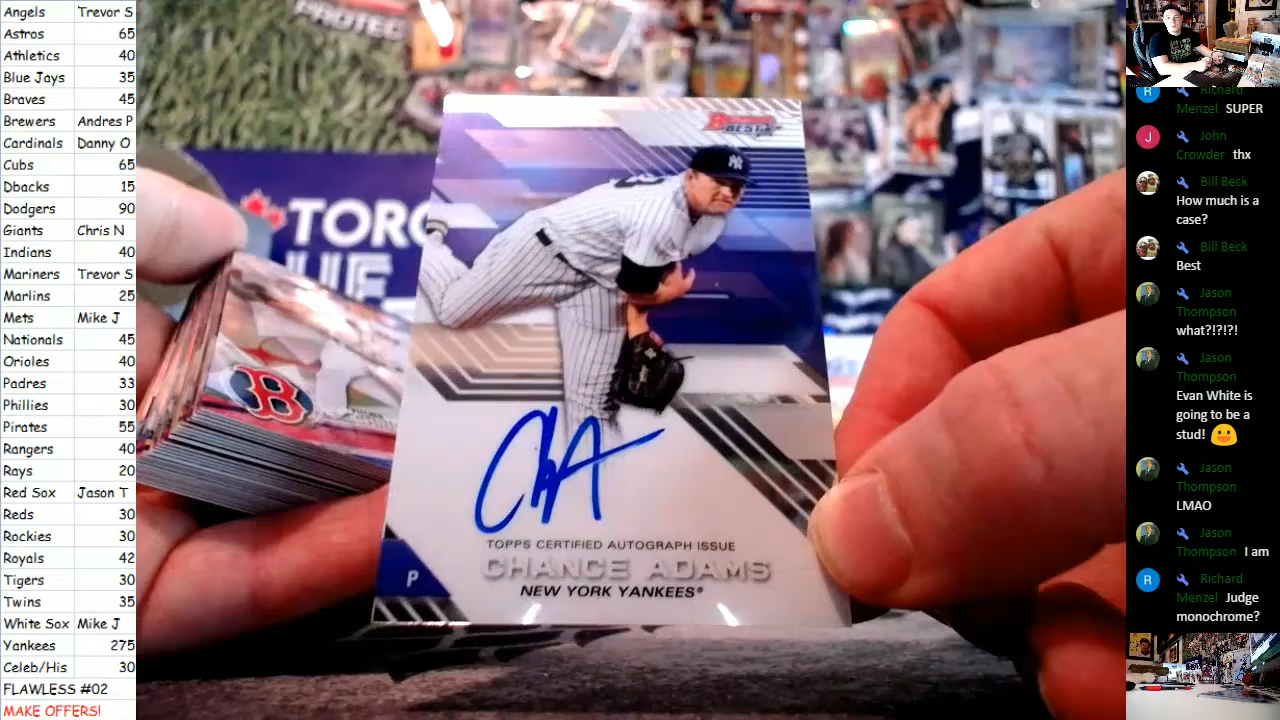 Angels Trevor S
Astros 65
Athletics 40
Blue Jays 35
Braves 45
Brewers Andres P
Cardinals Danny O
Cubs 65
Dbacks 15
Dodgers 90
Giants Chris N
Indians 40
Mariners Trevor S
Marlins 25
Mets Mike J
Nationals 45
Orioles 40
Padres 33
Phillies 30
Pirates 55
Rangers 40
Rays 20
Red Sox Jason T
Reds 30
Rockies 30
Royals 42
Tigers 30
Twins 35
White Sox Mike J
Yankees 275
Celeb/His 30
FLAWLESS #02
MAKE OFFERS!
TORO
BEST
NY
B
TOPPS CERTIFIED AUTOGRAPH ISSUE
CHANCE ADAMS
NEW YORK YANKEES®
P
R Richard
Menzel SUPER
J John
Crowder thx
Bill Beck
How much is a
case?
Bill Beck
Best
Jason
Thompson
what?!?!?!
Jason
Thompson
Evan White is
going to be a
stud! 😃
Jason
Thompson
LMAO
Jason
Thompson I am
R Richard
Menzel Judge
monochrome?